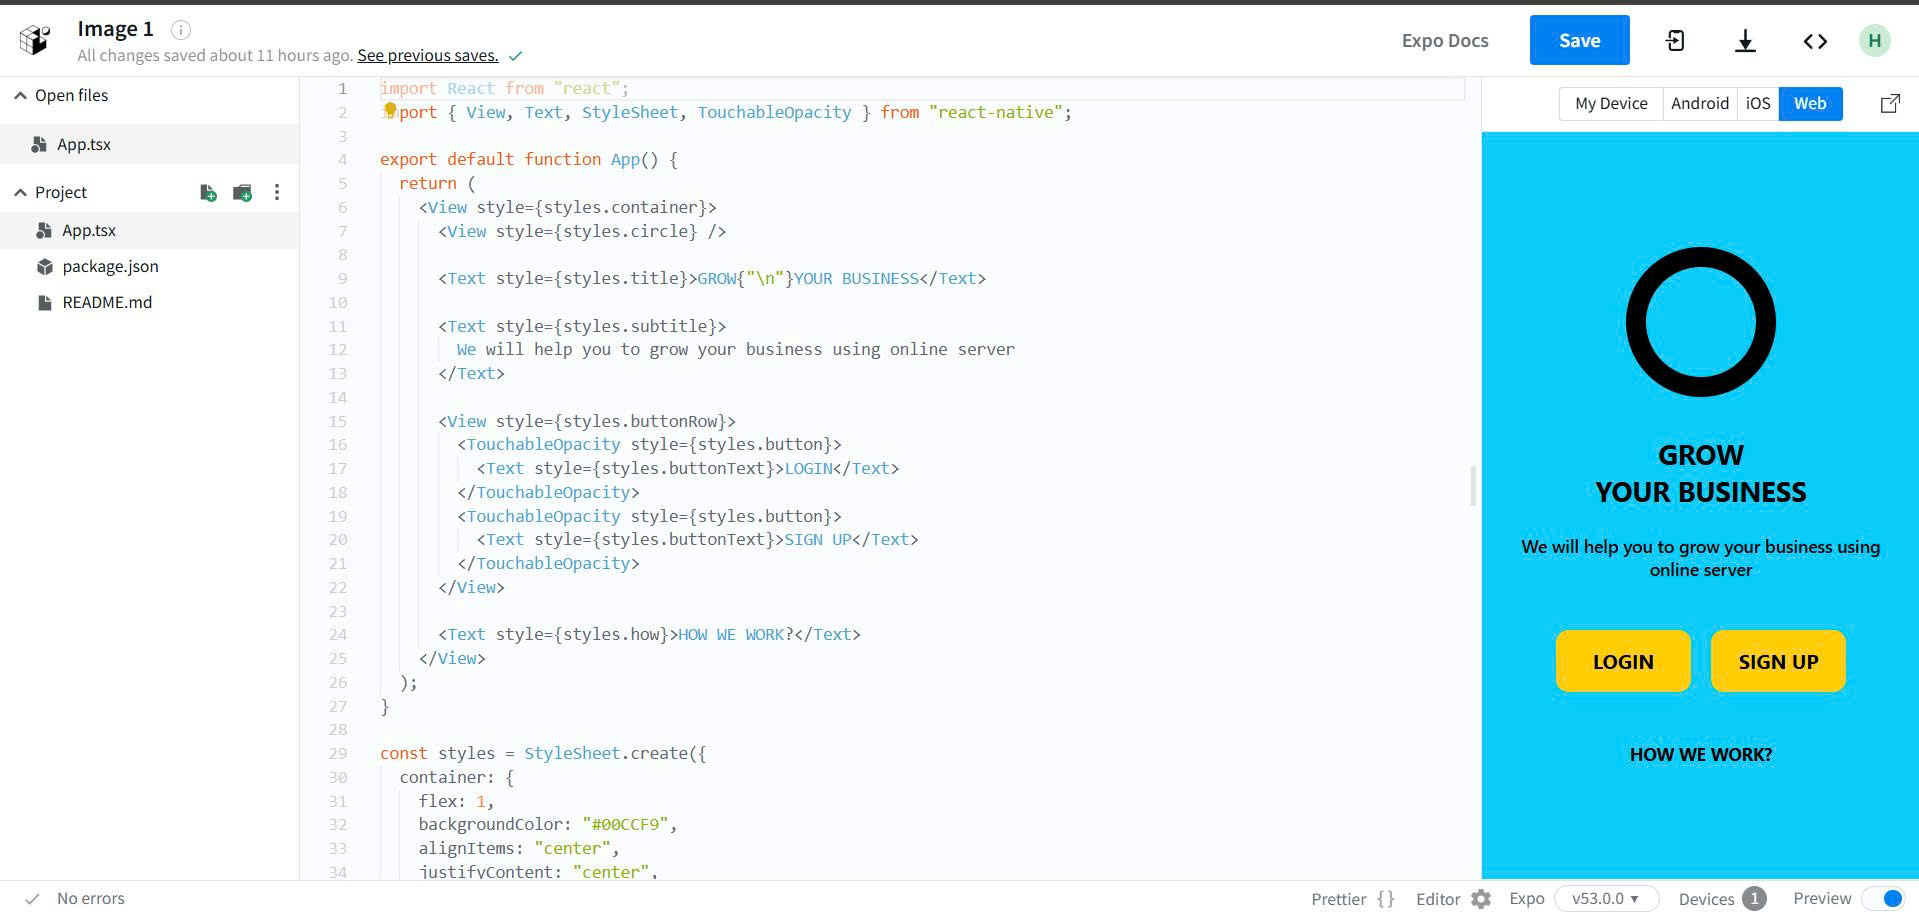 Image 1
All changes saved about 11 hours ago. See previous saves.
Expo Docs
Save
H
Open files
App.tsx
Project
App.tsx
package.json
README.md
1 import React from "react";
2 port { View, Text, StyleSheet, TouchableOpacity } from "react-native";
3
4 export default function App() {
5 return (
6 <View style={styles.container}>
7 <View style={styles.circle} />
8
9 <Text style={styles.title}>GROW{"\n"}YOUR BUSINESS</Text>
10
11 <Text style={styles.subtitle}>
12 We will help you to grow your business using online server
13 </Text>
14
15 <View style={styles.buttonRow}>
16 <TouchableOpacity style={styles.button}>
17 <Text style={styles.buttonText}>LOGIN</Text>
18 </TouchableOpacity>
19 <TouchableOpacity style={styles.button}>
20 <Text style={styles.buttonText}>SIGN UP</Text>
21 </TouchableOpacity>
22 </View>
23
24 <Text style={styles.how}>HOW WE WORK?</Text>
25 </View>
26 );
27 }
28
29 const styles = StyleSheet.create({
30 container: {
31 flex: 1,
32 backgroundColor: "#00CCF9",
33 alignItems: "center",
34 justifyContent: "center",
My Device
Android
iOS
Web
GROW
YOUR BUSINESS
We will help you to grow your business using
online server
LOGIN
SIGN UP
HOW WE WORK?
No errors
Prettier {}
Editor
Expo
v53.0.0
Devices 1
Preview